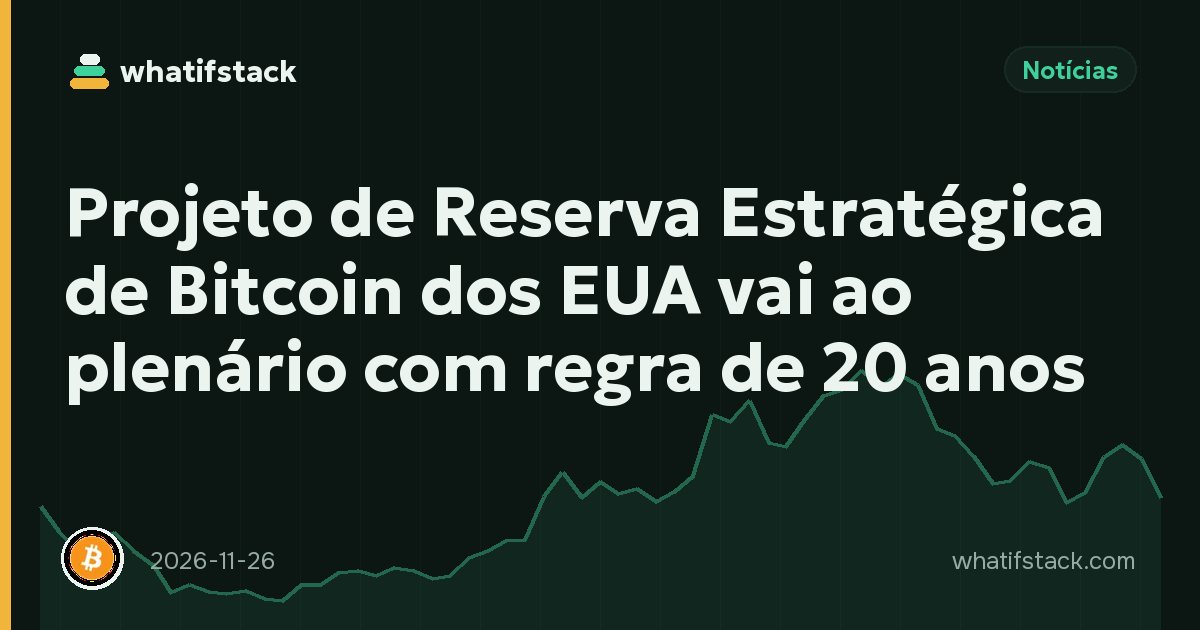 whatifstack
Notícias
Projeto de Reserva Estratégica
de Bitcoin dos EUA vai ao
plenário com regra de 20 anos
2026-11-26
whatifstack.com